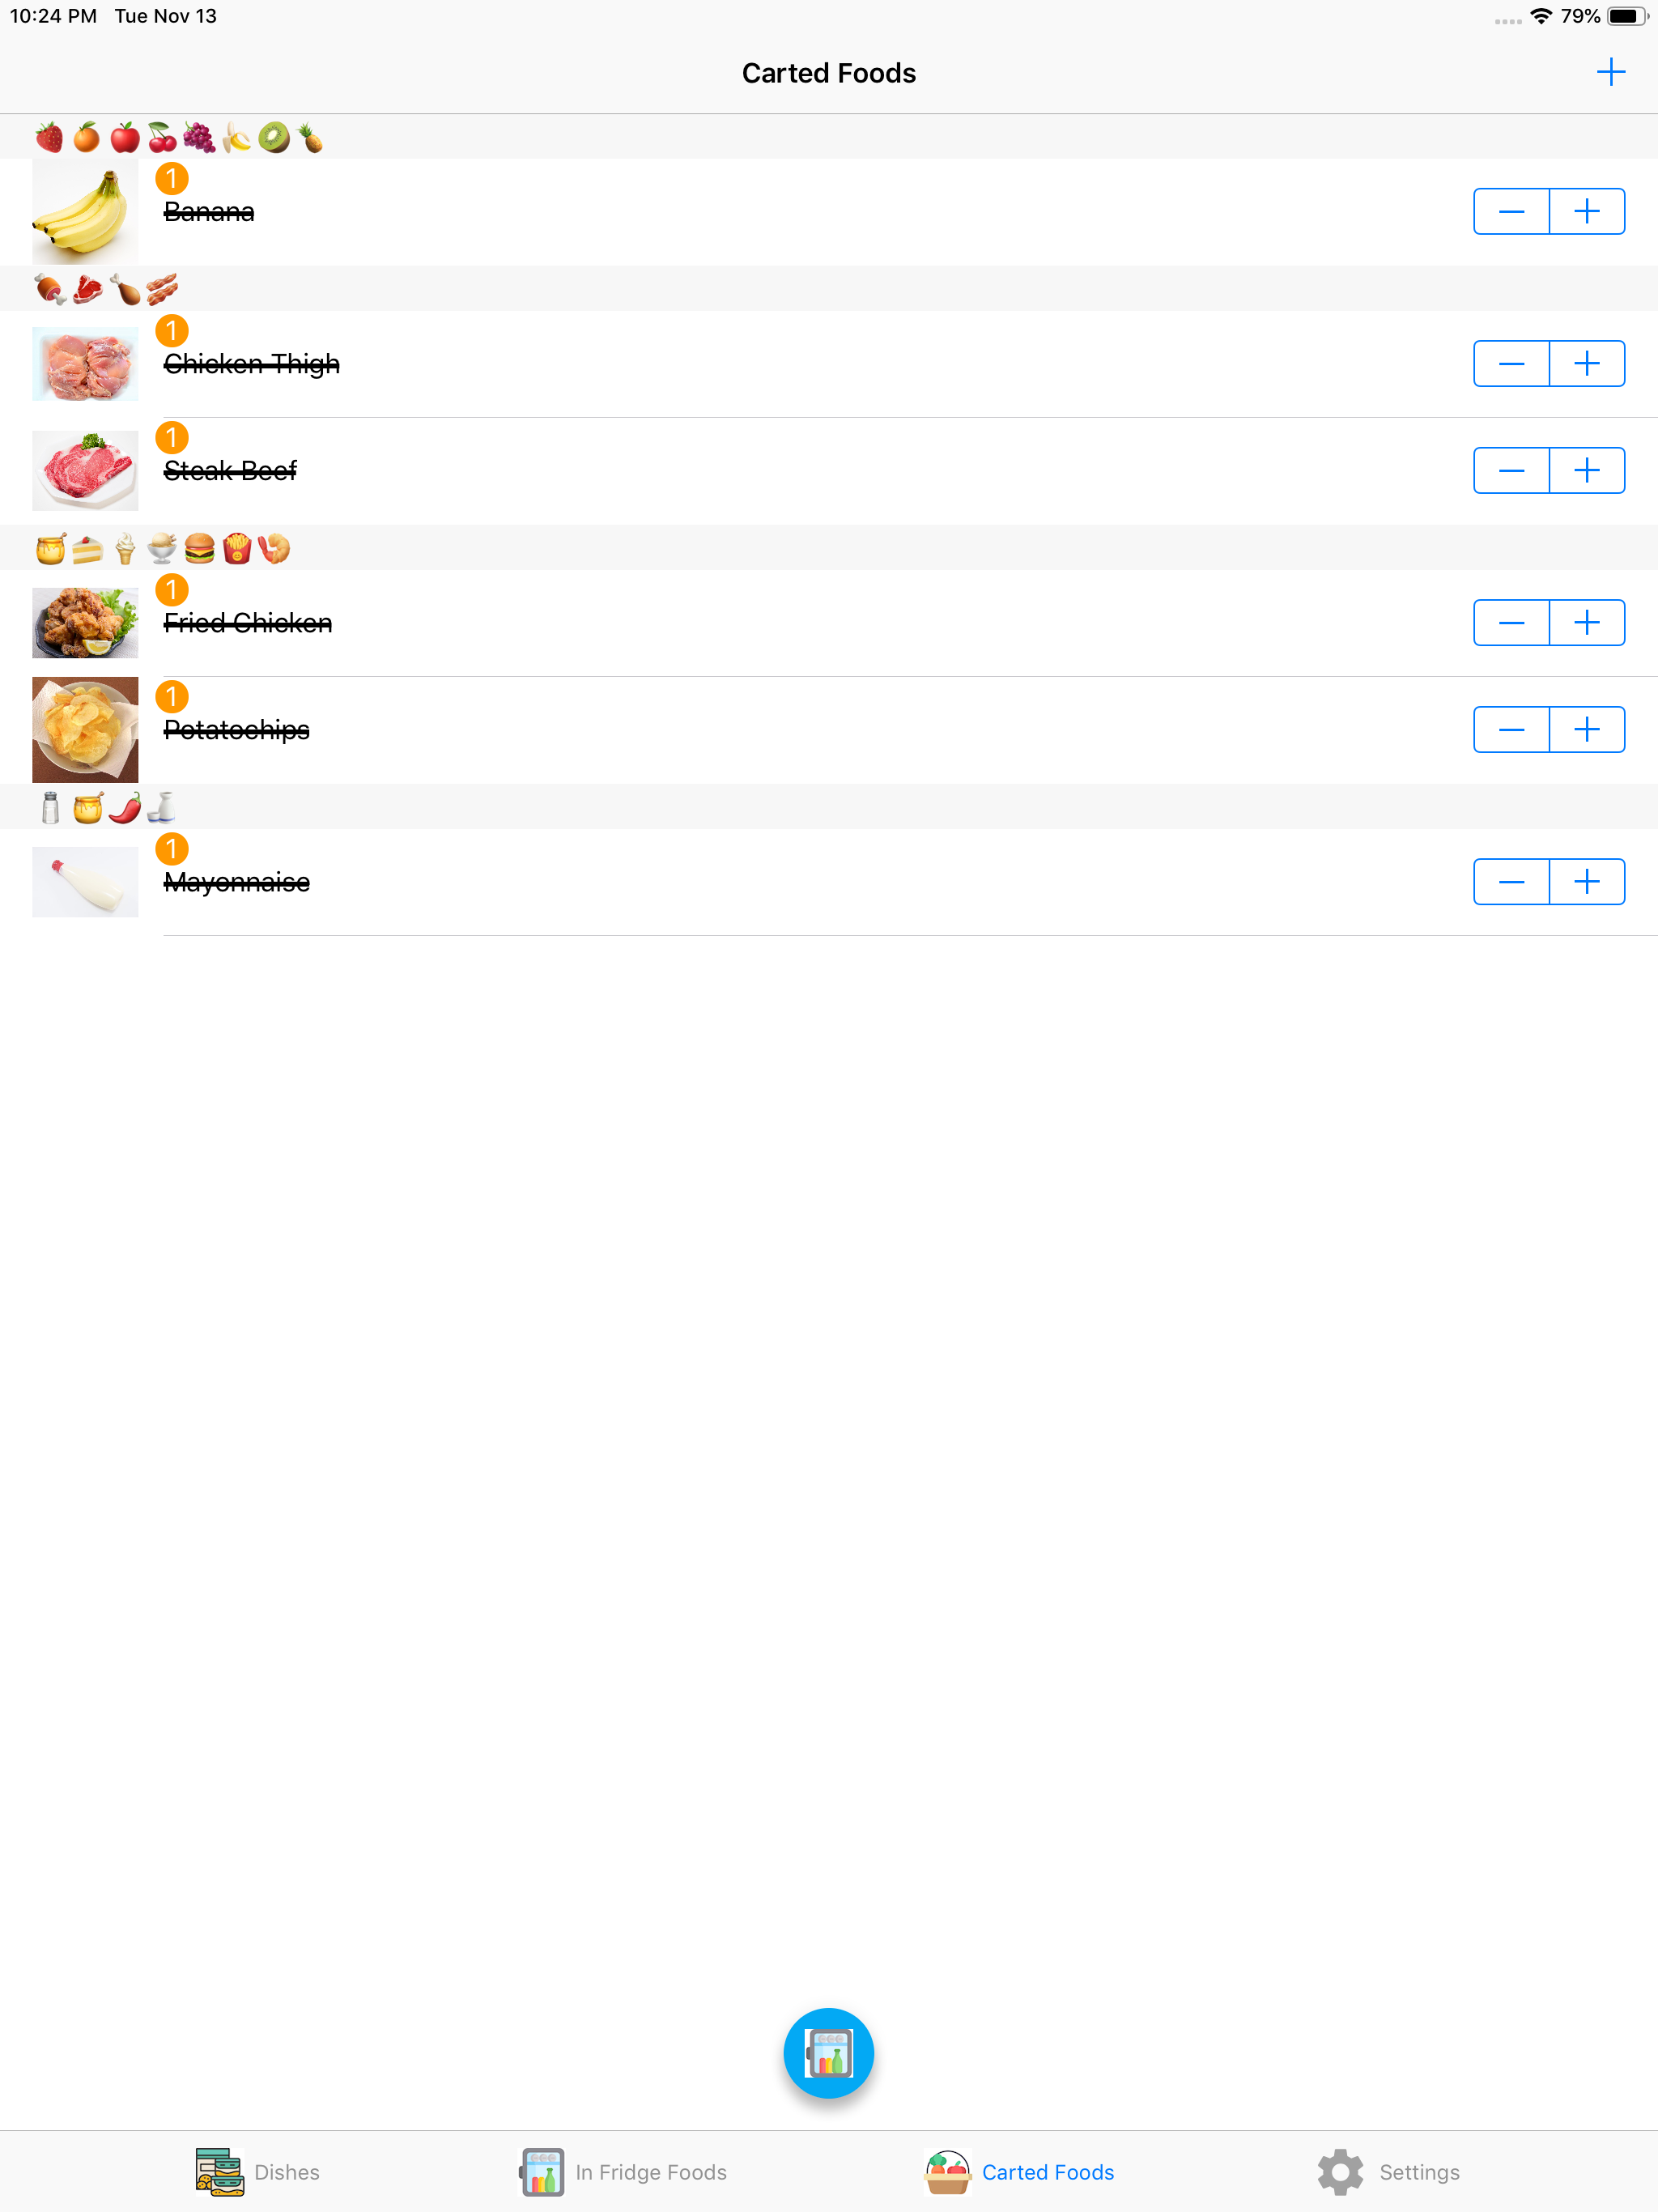 10:24 PM Tue Nov 13 79%
Carted Foods
1
Banana
1
Chicken Thigh
1
Steak Beef
1
Fried Chicken
1
Potatochips
1
Mayonnaise
Dishes In Fridge Foods Carted Foods Settings